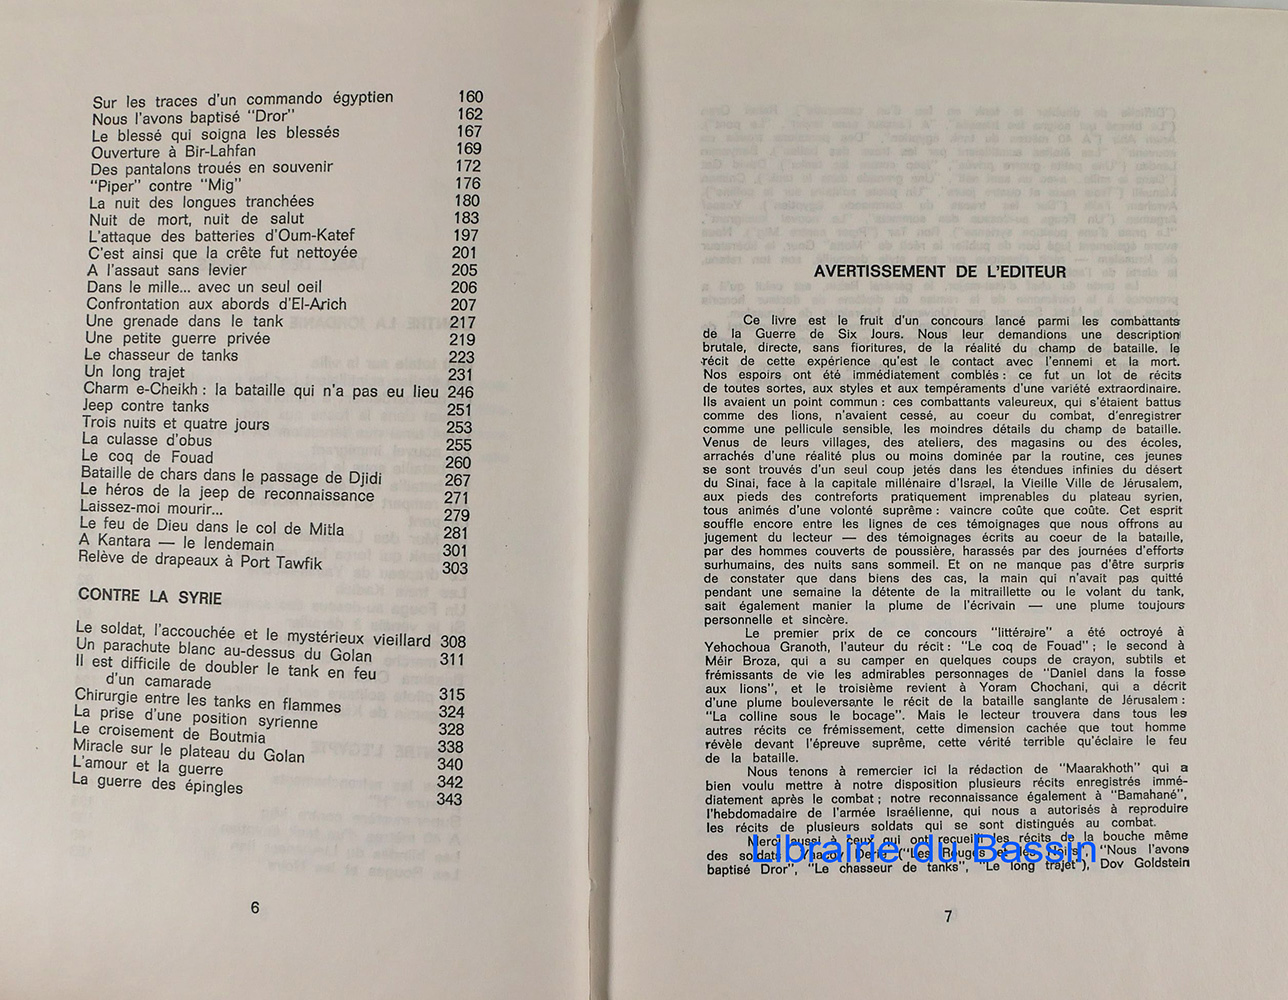 Sur les traces d'un commando égyptien 160
Nous l'avons baptisé "Dror" 162
Le blessé qui soigna les blessés 167
Ouverture à Bir-Lahfan 169
Des pantalons troués en souvenir 172
"Piper" contre "Mig" 176
La nuit des longues tranchées 180
Nuit de mort, nuit de salut 183
L'attaque des batteries d'Oum-Katef 197
C'est ainsi que la crête fut nettoyée 201
A l'assaut sans levier 205
Dans le mille... avec un seul oeil 206
Confrontation aux abords d'El-Arich 207
Une grenade dans le tank 217
Une petite guerre privée 219
Le chasseur de tanks 223
Un long trajet 231
Charm e-Cheikh : la bataille qui n'a pas eu lieu 246
Jeep contre tanks 251
Trois nuits et quatre jours 253
La culasse d'obus 255
Le coq de Fouad 260
Bataille de chars dans le passage de Djidi 267
Le héros de la jeep de reconnaissance 271
Laissez-moi mourir... 279
Le feu de Dieu dans le col de Mitla 281
A Kantara — le lendemain 301
Relève de drapeaux à Port Tawfik 303
CONTRE LA SYRIE
Le soldat, l'accouchée et le mystérieux vieillard 308
Un parachute blanc au-dessus du Golan 311
Il est difficile de doubler le tank en feu
d'un camarade 315
Chirurgie entre les tanks en flammes 324
La prise d'une position syrienne 328
Le croisement de Boutmia 338
Miracle sur le plateau du Golan 340
L'amour et la guerre 342
La guerre des épingles 343
6
AVERTISSEMENT DE L'EDITEUR
Ce livre est le fruit d'un concours lancé parmi les combattants
de la Guerre de Six Jours. Nous leur demandions une description
brutale, directe, sans fioritures, de la réalité du champ de bataille, le
récit de cette expérience qu'est le contact avec l'ennemi et la mort.
Nos espoirs ont été immédiatement comblés : ce fut un lot de récits
de toutes sortes, aux styles et aux tempéraments d'une variété extraordinaire.
Ils avaient un point commun : ces combattants valeureux, qui s'étaient battus
comme des lions, n'avaient cessé, au coeur du combat, d'enregistrer
comme une pellicule sensible, les moindres détails du champ de bataille.
Venus de leurs villages, des ateliers, des magasins ou des écoles,
arrachés d'une réalité plus ou moins dominée par la routine, ces jeunes
se sont trouvés d'un seul coup jetés dans les étendues infinies du désert
du Sinai, face à la capitale millénaire d'Israel, la Vieille Ville de Jérusalem,
aux pieds des contreforts pratiquement imprenables du plateau syrien,
tous animés d'une volonté suprême : vaincre coûte que coûte. Cet esprit
souffle encore entre les lignes de ces témoignages que nous offrons au
jugement du lecteur — des témoignages écrits au coeur de la bataille,
par des hommes couverts de poussière, harassés par des journées d'efforts
surhumains, des nuits sans sommeil. Et on ne manque pas d'être surpris
de constater que dans bien des cas, la main qui n'avait pas quitté
pendant une semaine la détente de la mitraillette ou le volant du tank,
sait également manier la plume de l'écrivain — une plume toujours
personnelle et sincère.
Le premier prix de ce concours "littéraire" a été octroyé à
Yehochoua Granoth, l'auteur du récit : "Le coq de Fouad" ; le second à
Méir Broza, qui a su camper en quelques coups de crayon, subtils et
frémissants de vie les admirables personnages de "Daniel dans la fosse
aux lions", et le troisième revient à Yoram Chochani, qui a décrit
d'une plume bouleversante le récit de la bataille sanglante de Jérusalem :
"La colline sous le bocage". Mais le lecteur trouvera dans tous les
autres récits ce frémissement, cette dimension cachée que tout homme
révèle devant l'épreuve suprême, cette vérité terrible qu'éclaire le feu
de la bataille.
Nous tenons à remercier ici la rédaction de "Maarakhoth" qui a
bien voulu mettre à notre disposition plusieurs récits enregistrés immé-
diatement après le combat ; notre reconnaissance également à "Bamahané",
l'hebdomadaire de l'armée Israélienne, qui nous a autorisés à reproduire
les récits de plusieurs soldats qui se sont distingués au combat.
Merci aussi à ceux qui ont recueilli les récits de la bouche même
des soldats ("Les Rouges et "Nous l'avons
baptisé Dror", "Le chasseur de tanks", "Le long trajet"), Dov Goldstein
Librairie du Bassin
7